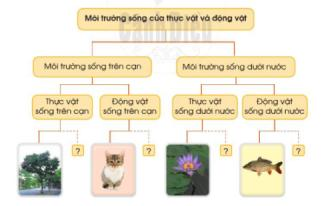 Môi trường sống của thực vật và động vật
Cánh Diều
Môi trường sống trên cạn
Môi trường sống dưới nước
Thực vật
sống trên cạn
Động vật
sống trên cạn
Thực vật
sống dưới nước
Động vật
sống dưới nước
?
?
?
?